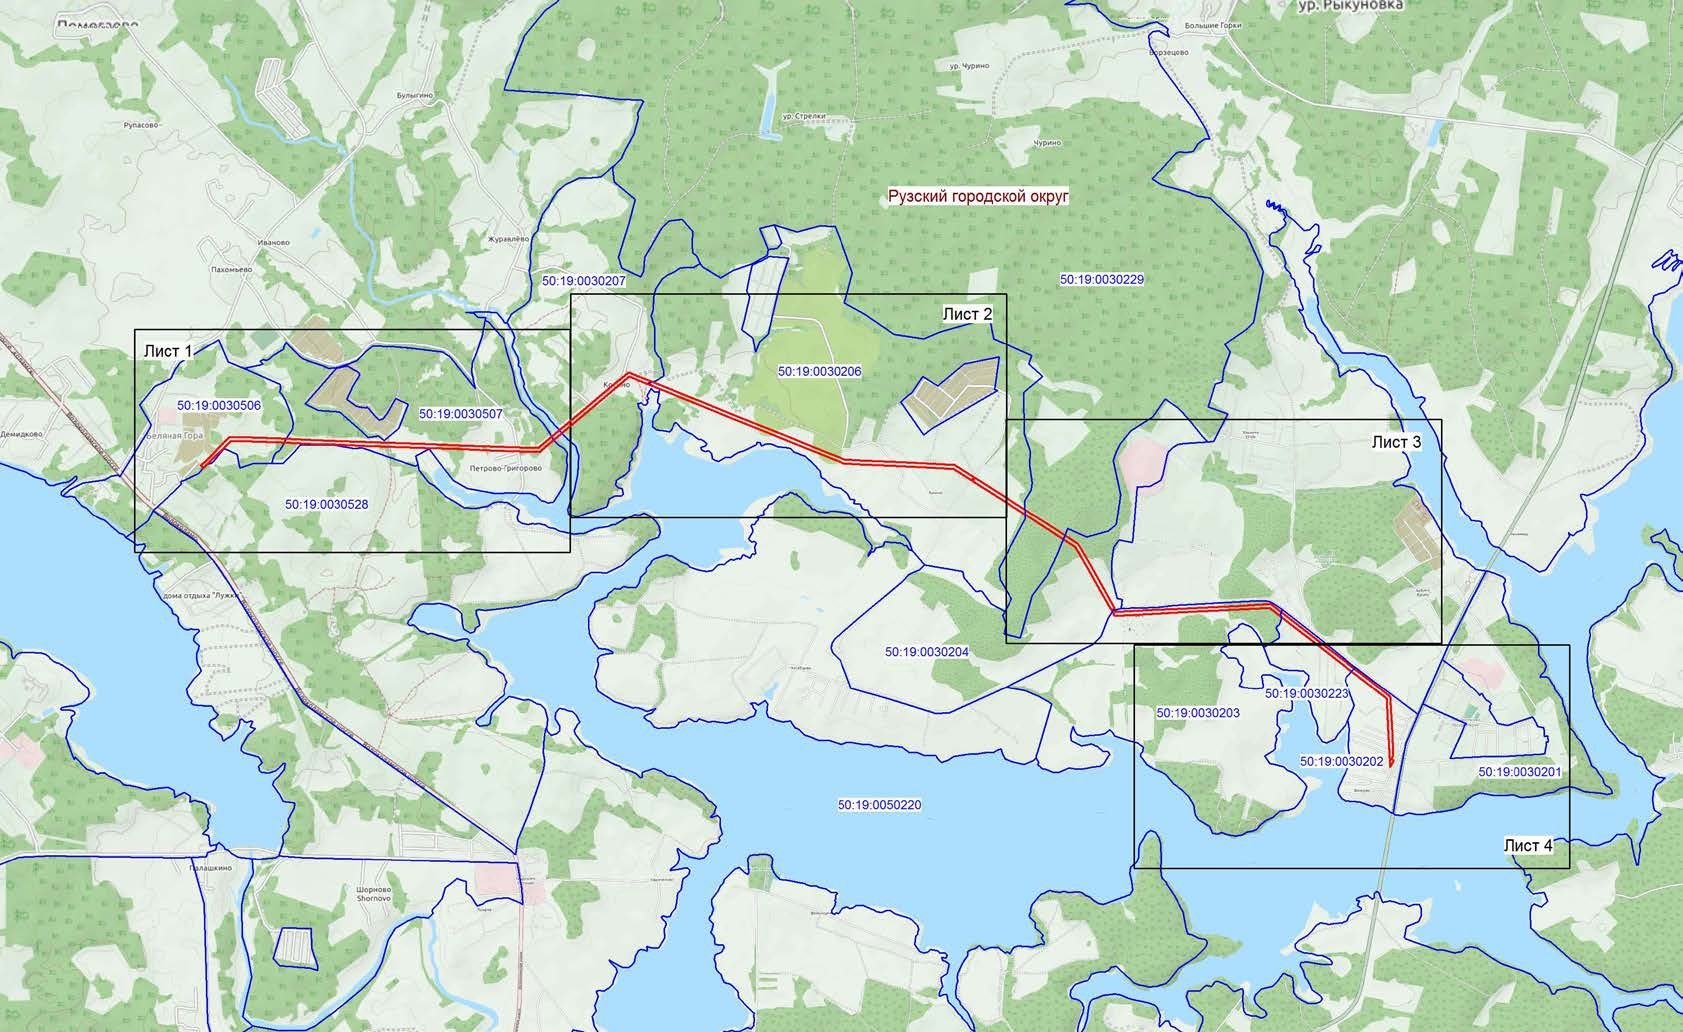 ур. Рыкуновка
Большие Горки
Ворзецово
ур. Чурино
Булыгино
Рупасово
ур. Стрелки
Чурино
Рузский городской округ
Иваново
Журавлёво
Пахомьево
50:19:0030207
50:19:0030229
Лист 2
Лист 1
50:19:0030206
50:19:0030506
50:19:0030507
Демидково
Беляная Гора
Лист 3
Петрово-Григорово
50:19:0030528
дома отдыха "Лужки
50:19:0030204
50:19:0030223
50:19:0030203
50:19:0030202
50:19:0030201
50:19:0050220
Лист 4
Палашкино
Шорново
Shornovo